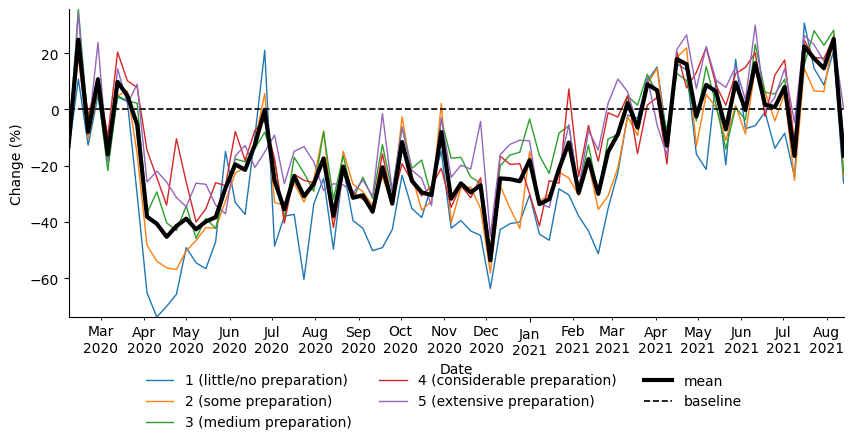 20
0
−20
−40
−60
Change (%)
Mar Apr May Jun Jul Aug Sep Oct Nov Dec Jan Feb Mar Apr May Jun Jul Aug
2020 2020 2020 2020 2020 2020 2020 2020 2020 2020 2021 2021 2021 2021 2021 2021 2021 2021
Date
1 (little/no preparation) 4 (considerable preparation) mean
2 (some preparation) 5 (extensive preparation) baseline
3 (medium preparation)